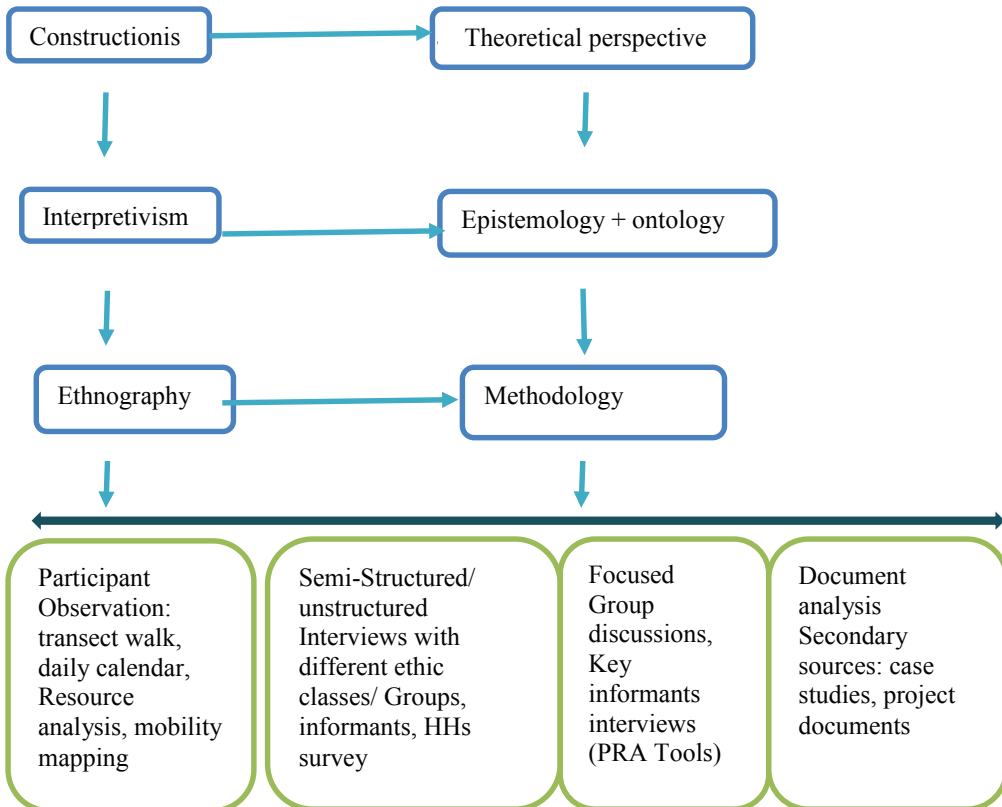 Constructionis
Theoretical perspective
Interpretivism
Epistemology + ontology
Ethnography
Methodology
Participant
Observation:
transect walk,
daily calendar,
Resource
analysis, mobility
mapping
Semi-Structured/
unstructured
Interviews with
different ethic
classes/ Groups,
informants, HHs
survey
Focused
Group
discussions,
Key
informants
interviews
(PRA Tools)
Document
analysis
Secondary
sources: case
studies, project
documents